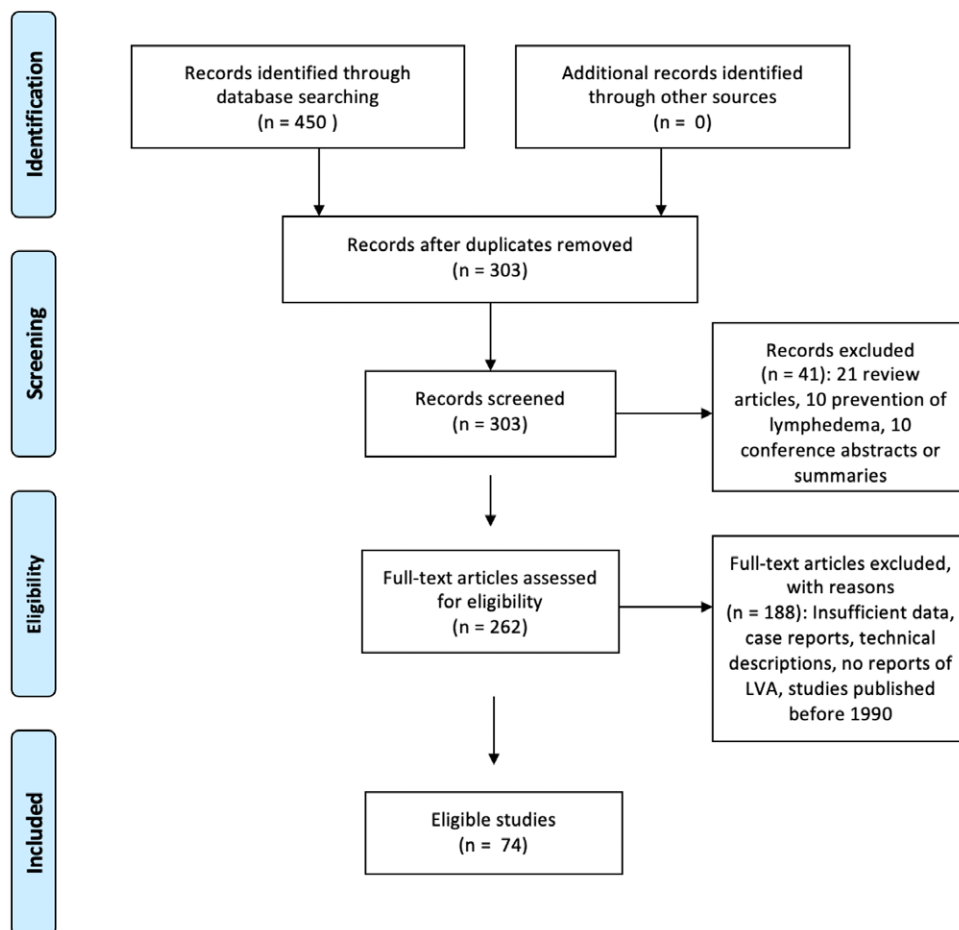 Identification
Records identified through
database searching
(n = 450 )
Additional records identified
through other sources
(n = 0)
Records after duplicates removed
(n = 303)
Screening
Records screened
(n = 303)
Records excluded
(n = 41): 21 review
articles, 10 prevention of
lymphedema, 10
conference abstracts or
summaries
Eligibility
Full-text articles assessed
for eligibility
(n = 262)
Full-text articles excluded,
with reasons
(n = 188): Insufficient data,
case reports, technical
descriptions, no reports of
LVA, studies published
before 1990
Included
Eligible studies
(n = 74)